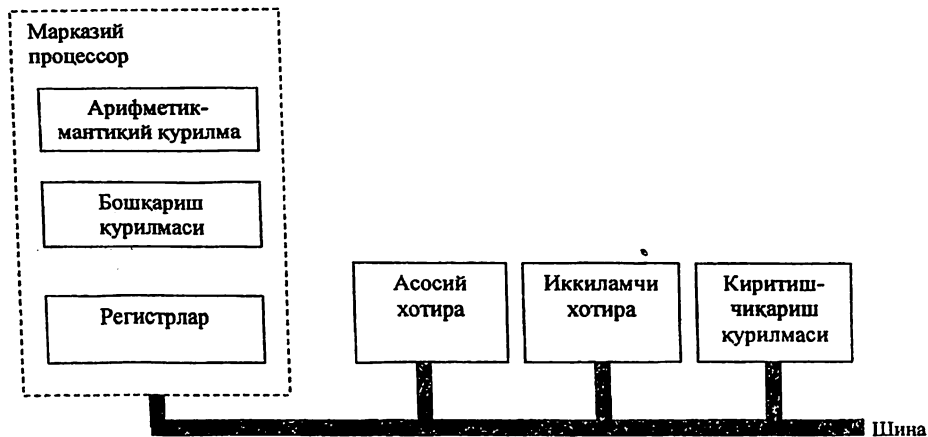 Марказий
процессор
Арифметик-
мантиқий қурилма
Бошқариш
қурилмаси
Регистрлар
Асосий
хотира
Иккиламчи
хотира
Киритиш-
чиқариш
қурилмаси
Шина